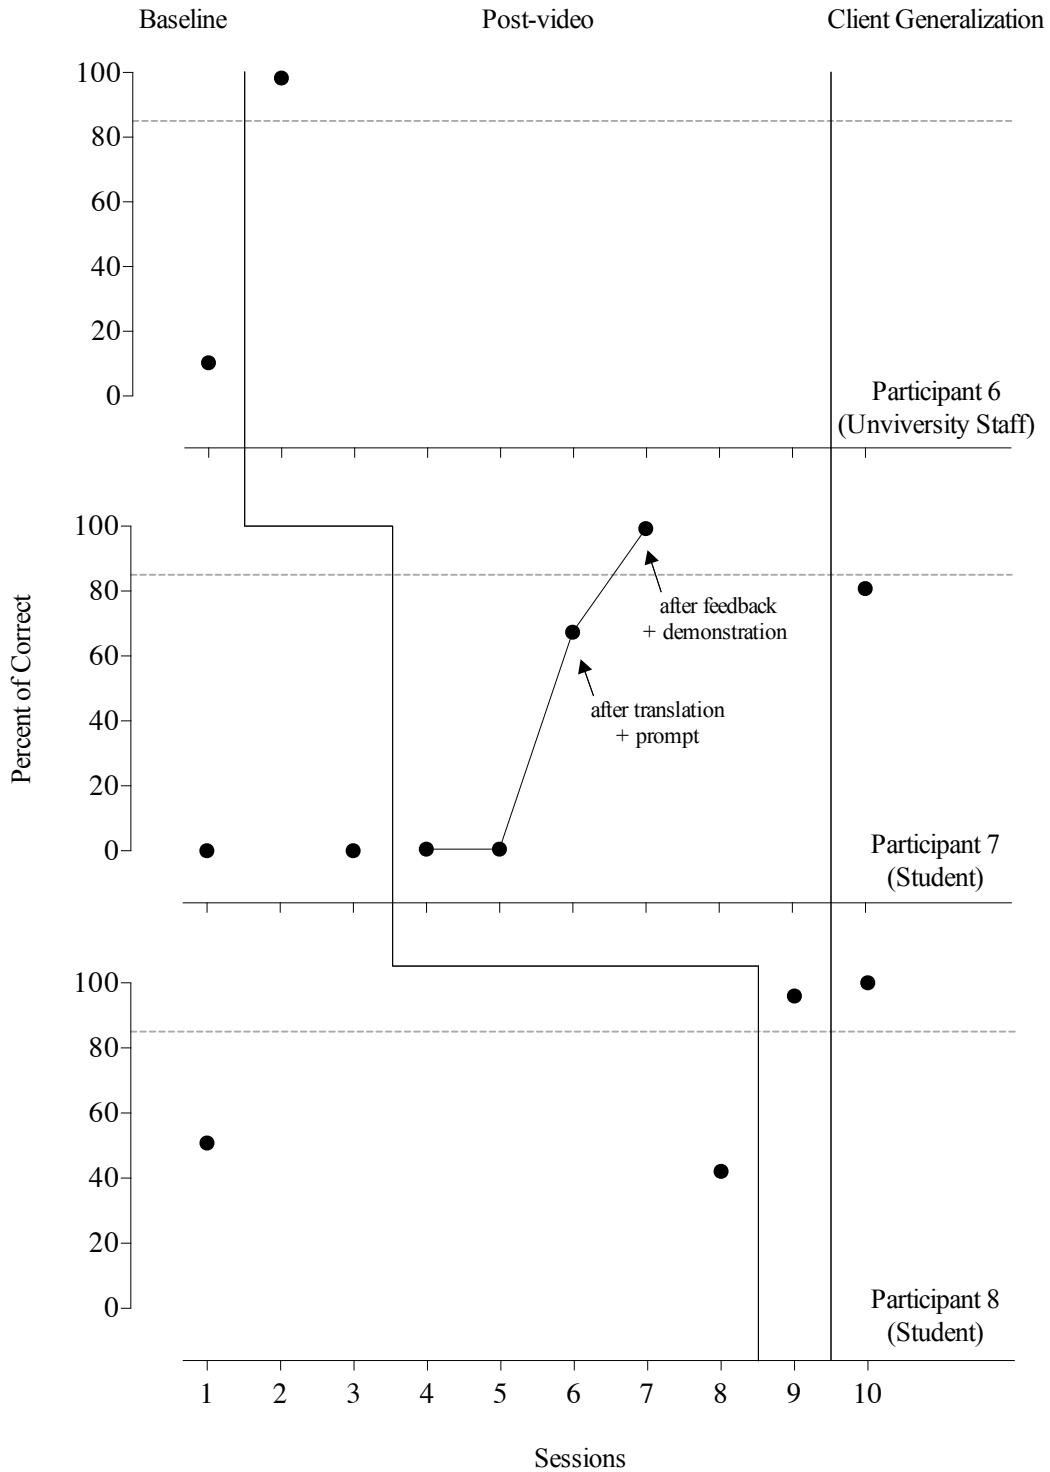 Baseline
Post-video
Client Generalization
100
80
60
40
20
0
Participant 6
(Unviversity Staff)
Percent of Correct
100
80
60
40
20
0
after feedback
+ demonstration
after translation
+ prompt
Participant 7
(Student)
100
80
60
40
20
0
Participant 8
(Student)
1 2 3 4 5 6 7 8 9 10
Sessions